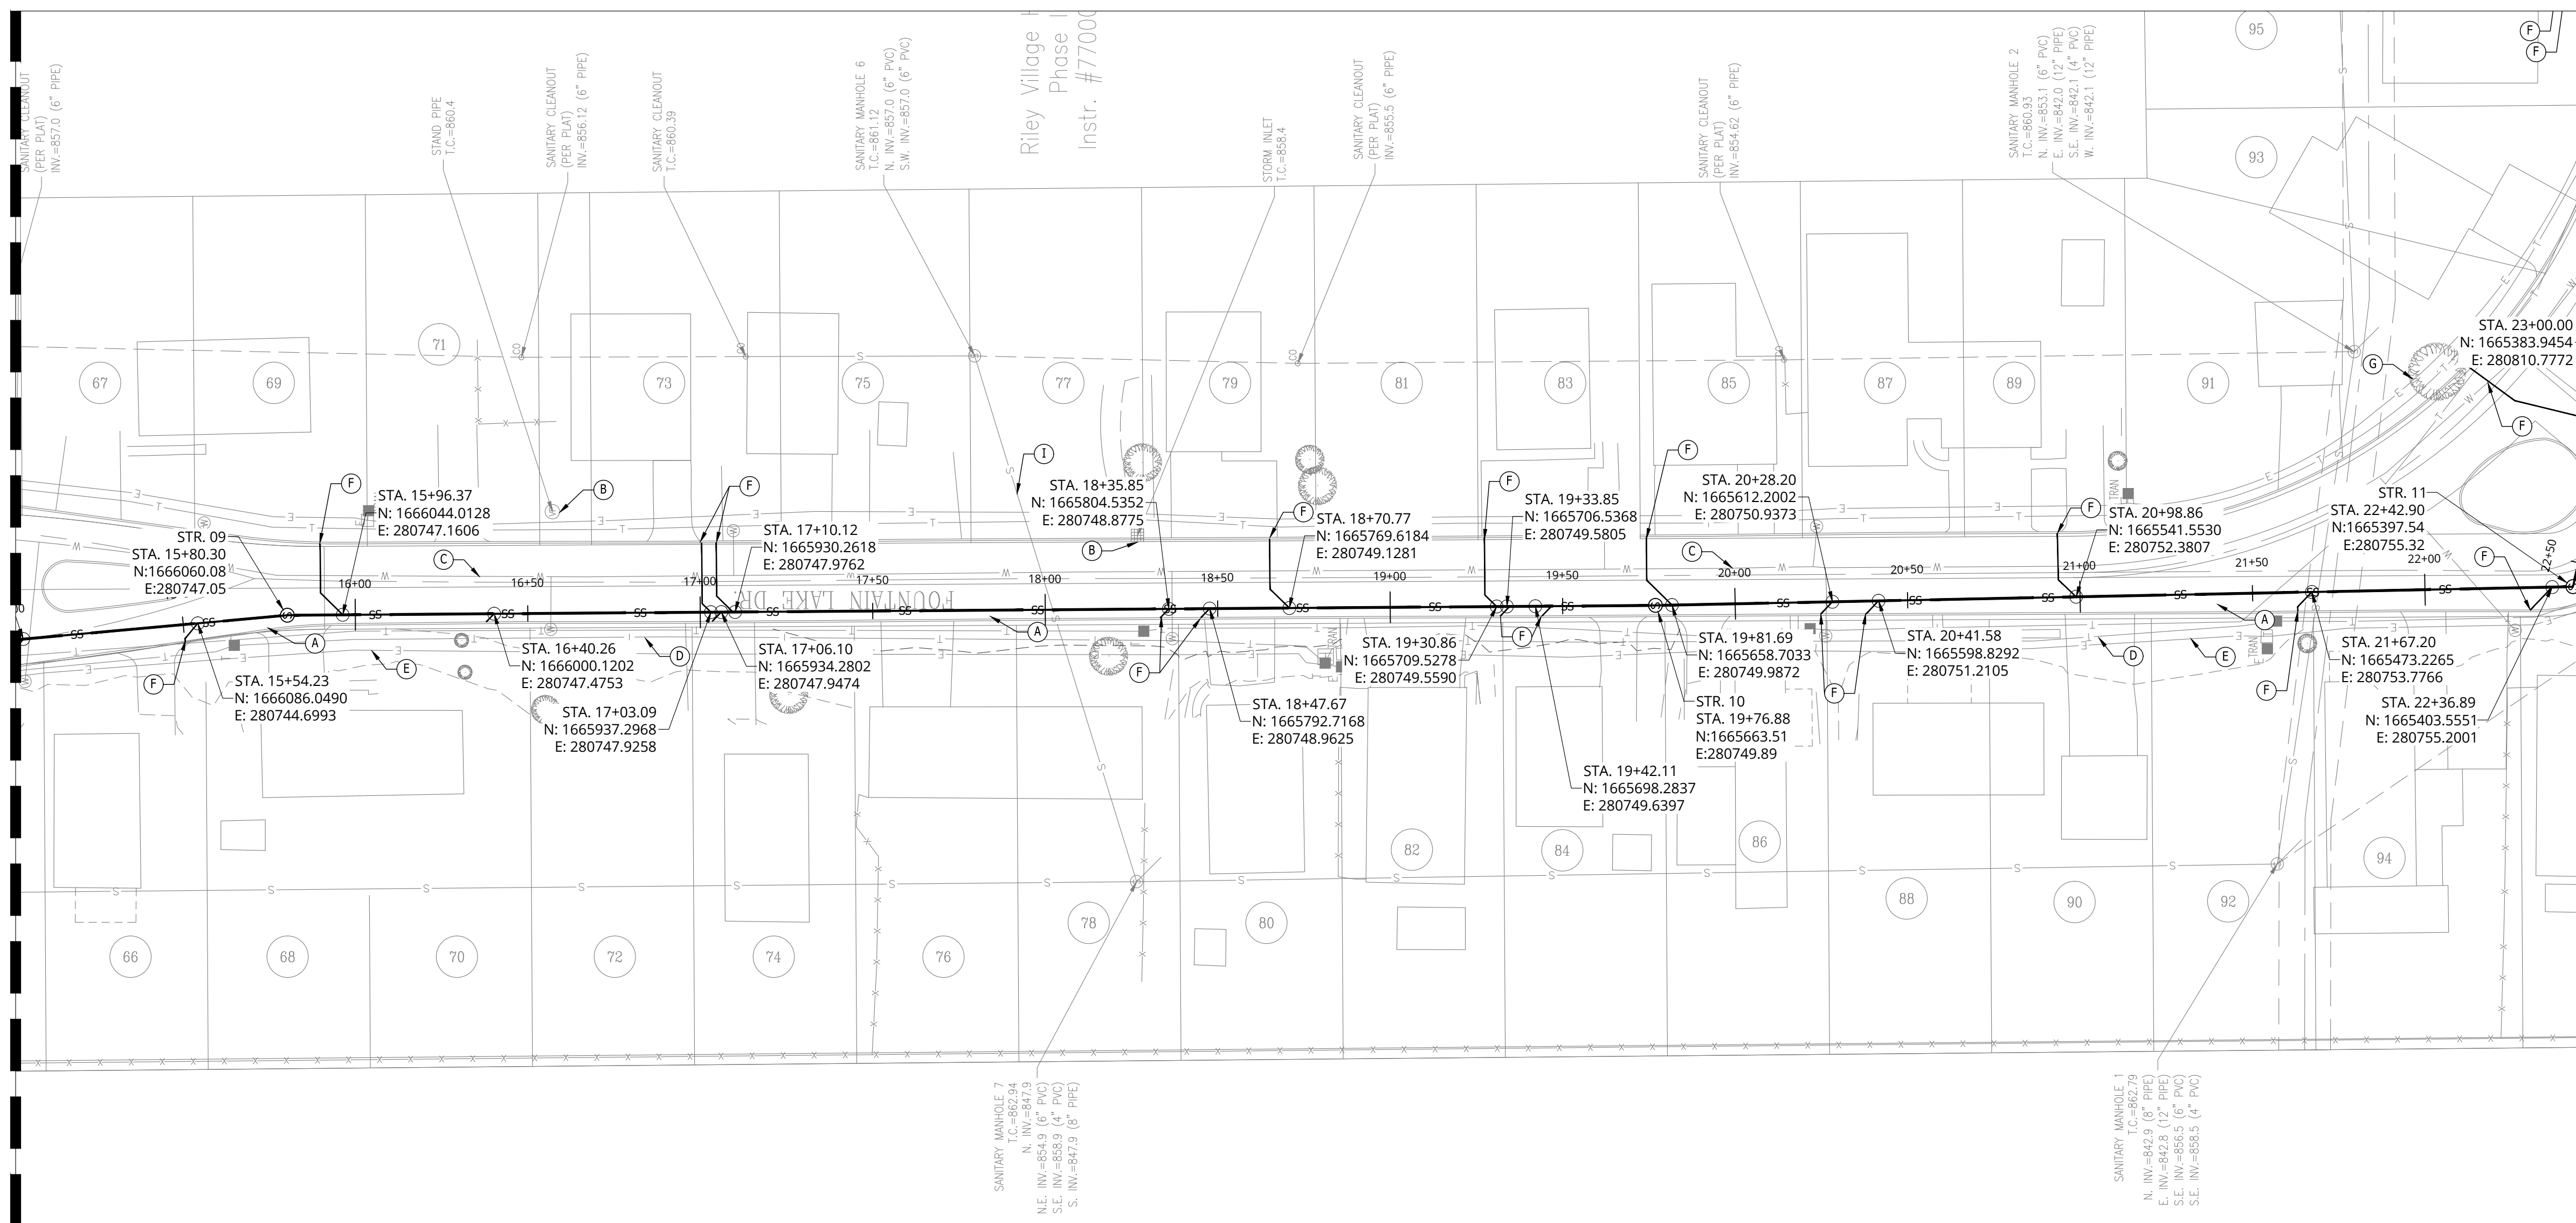 SANITARY CLEANOUT
(PER PLAT)
INV.=857.0 (6" PIPE)
STAND PIPE
T.C.=860.4
SANITARY CLEANOUT
(PER PLAT)
INV.=856.12 (6" PIPE)
SANITARY CLEANOUT
T.C.=860.39
SANITARY MANHOLE 6
T.C.=861.12
N. INV.=857.0 (6" PVC)
S.W. INV.=857.0 (6" PVC)
Riley Village
Phase
Instr. #77000
STORM INLET
T.C.=858.4
SANITARY CLEANOUT
(PER PLAT)
INV.=855.5 (6" PIPE)
SANITARY CLEANOUT
(PER PLAT)
INV.=854.62 (6" PIPE)
SANITARY MANHOLE 2
T.C.=860.93
N. INV.=853.1 (6" PVC)
E. INV.=842.0 (12" PIPE)
S.E. INV.=842.1 (4" PVC)
W. INV.=842.1 (12" PIPE)
95
F
F
93
67
69
71
73
75
77
79
81
83
85
87
89
91
CO
CO
CO
CO
G
F
STA. 23+00.00
N: 1665383.9454
E: 280810.7772
F
STA. 15+96.37
N: 1666044.0128
E: 280747.1606
B
STR. 09
STA. 15+80.30
N:1666060.08
E:280747.05
C
F
STA. 17+10.12
N: 1665930.2618
E: 280747.9762
I
STA. 18+35.85
N: 1665804.5352
E: 280748.8775
B
F
STA. 18+70.77
N: 1665769.6184
E: 280749.1281
F
STA. 19+33.85
N: 1665706.5368
E: 280749.5805
F
STA. 20+28.20
N: 1665612.2002
E: 280750.9373
C
F
STA. 20+98.86
N: 1665541.5530
E: 280752.3807
TRAN
STR. 11
STA. 22+42.90
N:1665397.54
E:280755.32
F
16+00
16+50
17+00
17+50
18+00
18+50
19+00
19+50
20+00
20+50
21+00
21+50
22+00
22+50
FOUNTAIN LAKE DR.
A
E
D
A
F
STA. 15+54.23
N: 1666086.0490
E: 280744.6993
STA. 16+40.26
N: 1666000.1202
E: 280747.4753
STA. 17+03.09
N: 1665937.2968
E: 280747.9258
STA. 17+06.10
N: 1665934.2802
E: 280747.9474
F
STA. 18+47.67
N: 1665792.7168
E: 280748.9625
E TRAN
STA. 19+30.86
N: 1665709.5278
E: 280749.5590
F
STA. 19+42.11
N: 1665698.2837
E: 280749.6397
STA. 19+81.69
N: 1665658.7033
E: 280749.9872
STR. 10
STA. 19+76.88
N:1665663.51
E:280749.89
F
STA. 20+41.58
N: 1665598.8292
E: 280751.2105
D
E
A
E TRAN
F
STA. 21+67.20
N: 1665473.2265
E: 280753.7766
STA. 22+36.89
N: 1665403.5551
E: 280755.2001
66
68
70
72
74
76
78
80
82
84
86
88
90
92
94
SANITARY MANHOLE 7
T.C.=862.94
N. INV.=847.9
N.E. INV.=854.9 (6" PVC)
S.E. INV.=858.9 (4" PVC)
S. INV.=847.9 (8" PIPE)
SANITARY MANHOLE 1
T.C.=862.79
N. INV.=842.9 (8" PIPE)
E. INV.=842.8 (12" PIPE)
S.E. INV.=856.5 (6" PVC)
S.E. INV.=858.5 (4" PVC)